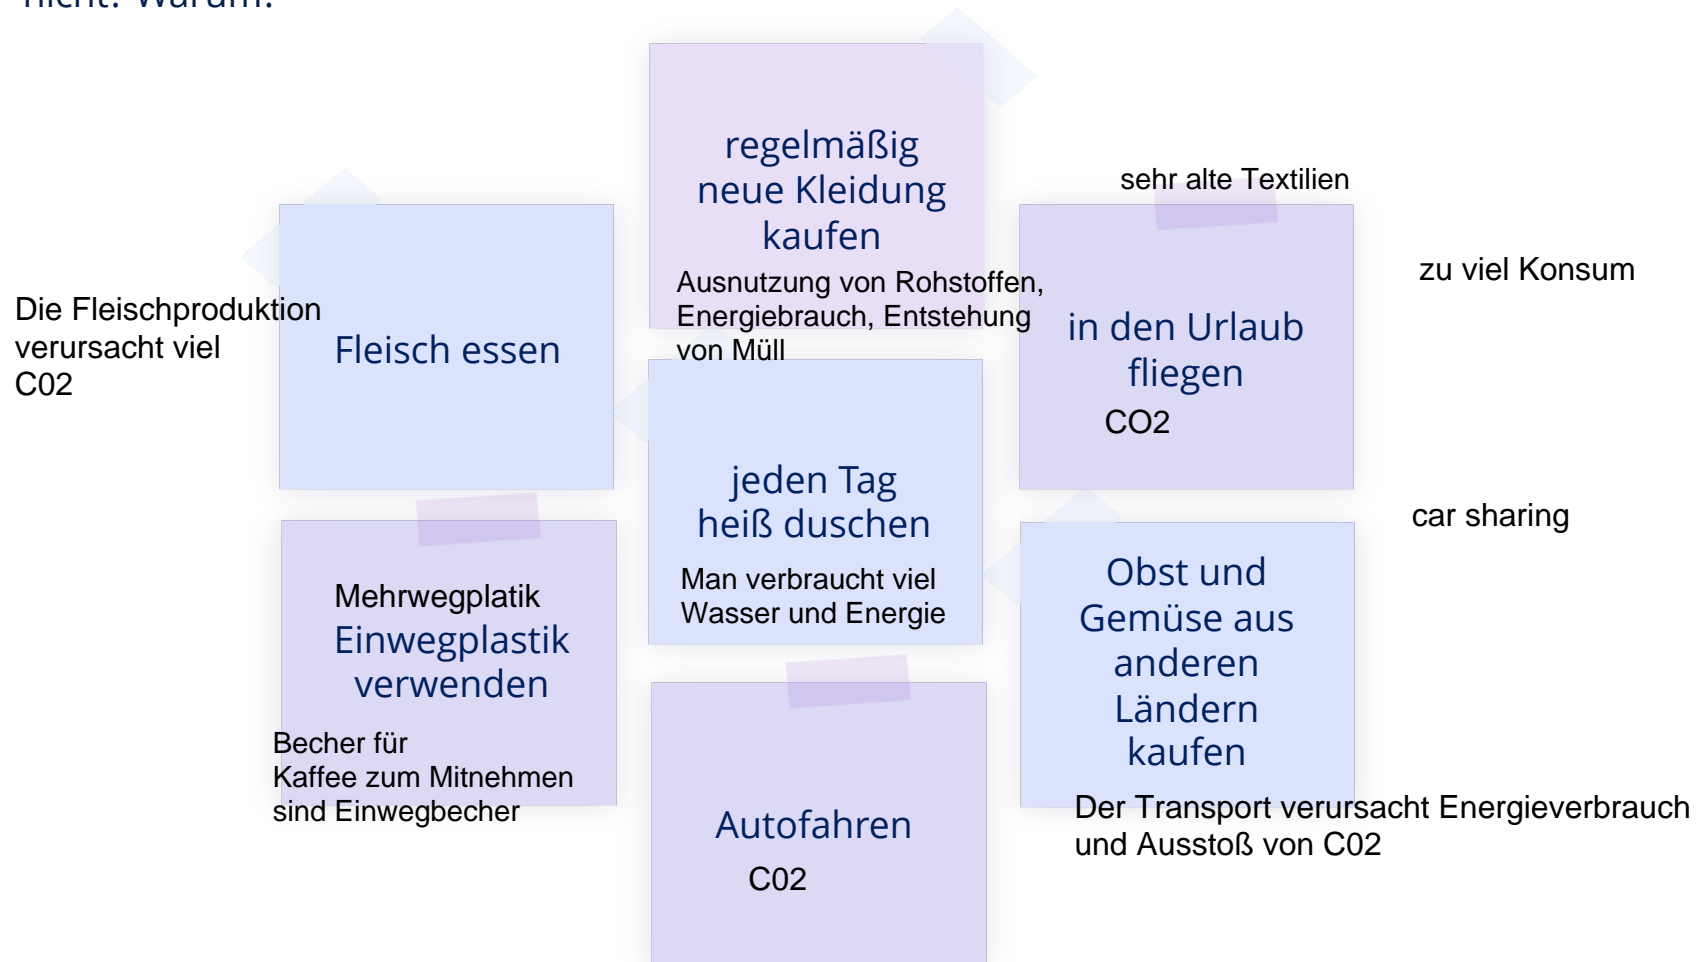 nicht? Warum?
regelmäßig
neue Kleidung
kaufen
Ausnutzung von Rohstoffen,
Energiebrauch, Entstehung
von Müll
sehr alte Textilien
zu viel Konsum
Die Fleischproduktion
verursacht viel
C02
Fleisch essen
in den Urlaub
fliegen
CO2
jeden Tag
heiß duschen
Man verbraucht viel
Wasser und Energie
car sharing
Mehrwegplatik
Einwegplastik
verwenden
Becher für
Kaffee zum Mitnehmen
sind Einwegbecher
Obst und
Gemüse aus
anderen
Ländern
kaufen
Der Transport verursacht Energieverbrauch
und Ausstoß von C02
Autofahren
C02